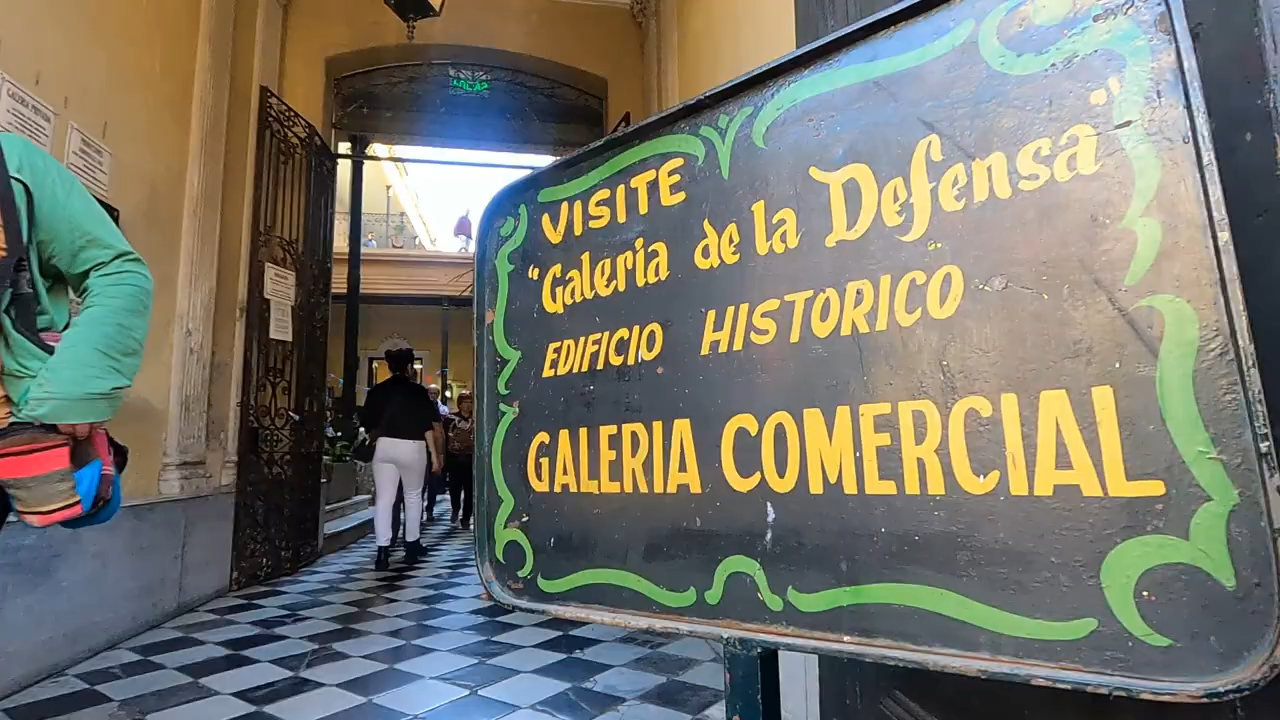 VISITE
"Galeria de la Defensa"
EDIFICIO HISTORICO
GALERIA COMERCIAL